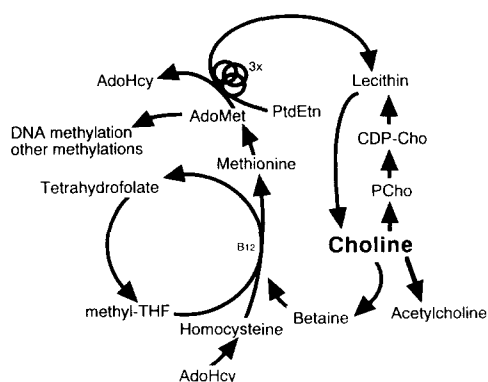 3x
AdoHcy
Lecithin
AdoMet
PtdEtn
DNA methylation
other methylations
CDP-Cho
Methionine
Tetrahydrofolate
PCho
B12
Choline
methyl-THF
Betaine
Acetylcholine
Homocysteine
AdoHcy